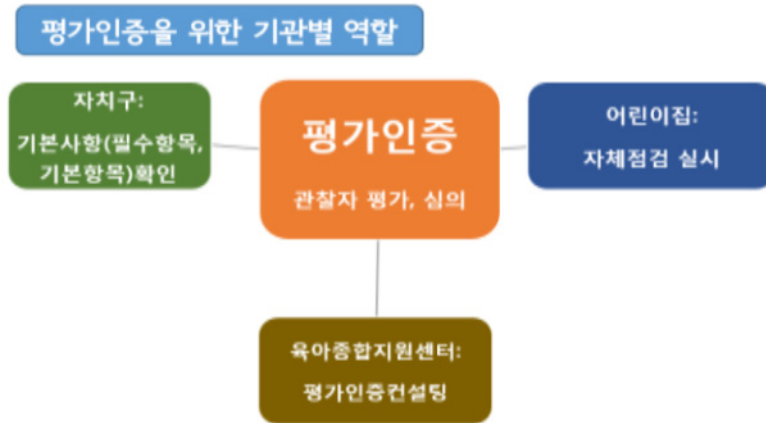 평가인증을 위한 기관별 역할
자치구:
기본사항(필수항목,
기본항목)확인
평가인증
관찰자 평가, 심의
어린이집:
자체점검 실시
육아종합지원센터:
평가인증컨설팅